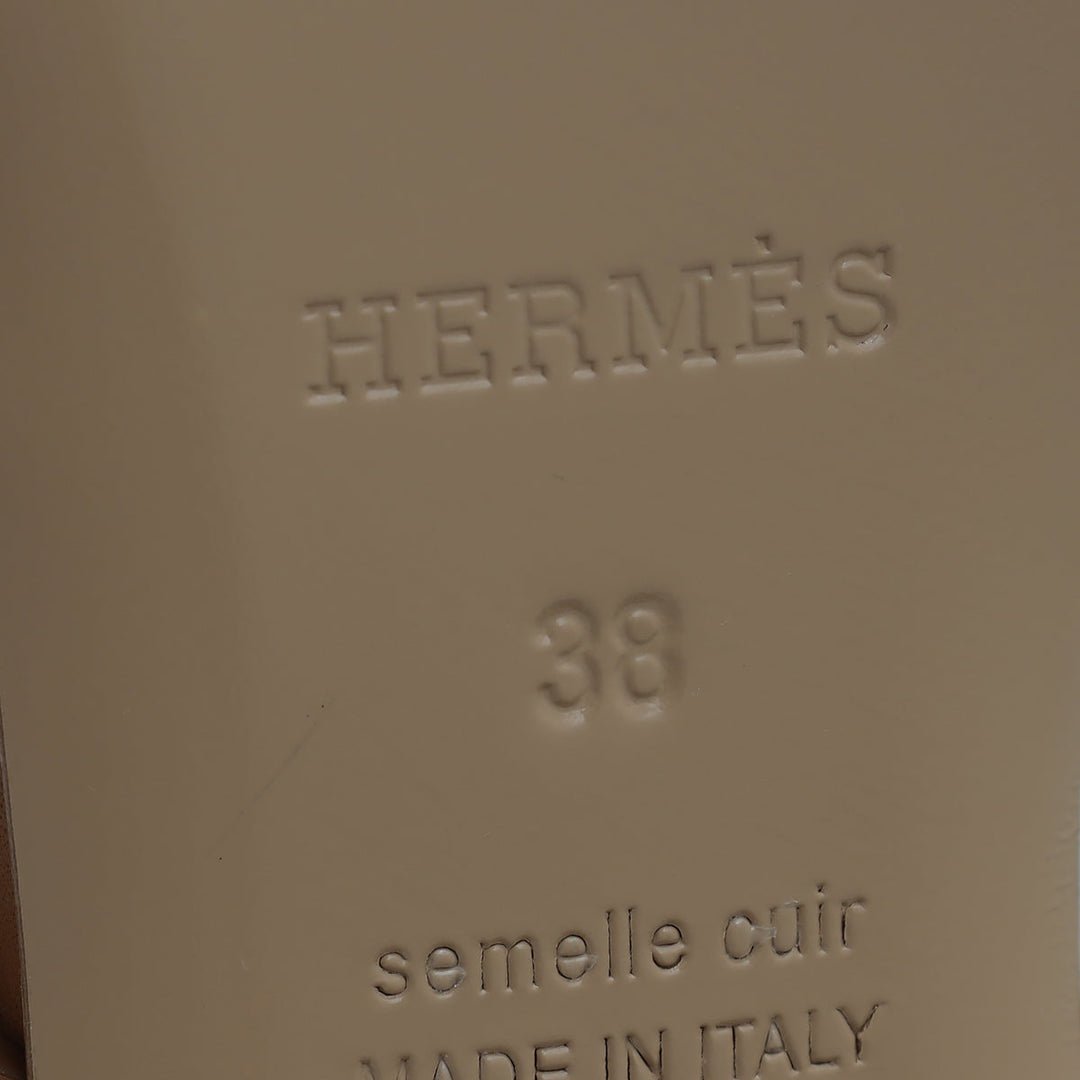 HERMÈS
38
semelle cuir
MADE IN ITALY